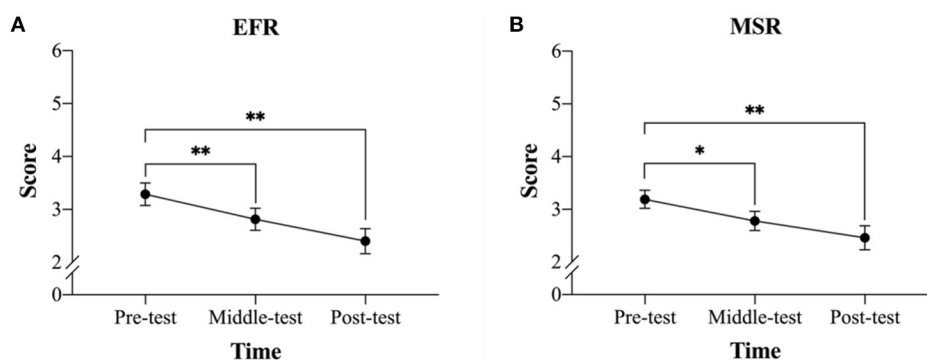 A
EFR
6
5
4
3
2
0
Score
**
**
Pre-test
Middle-test
Post-test
Time
B
MSR
6
5
4
3
2
0
Score
**
*
Pre-test
Middle-test
Post-test
Time